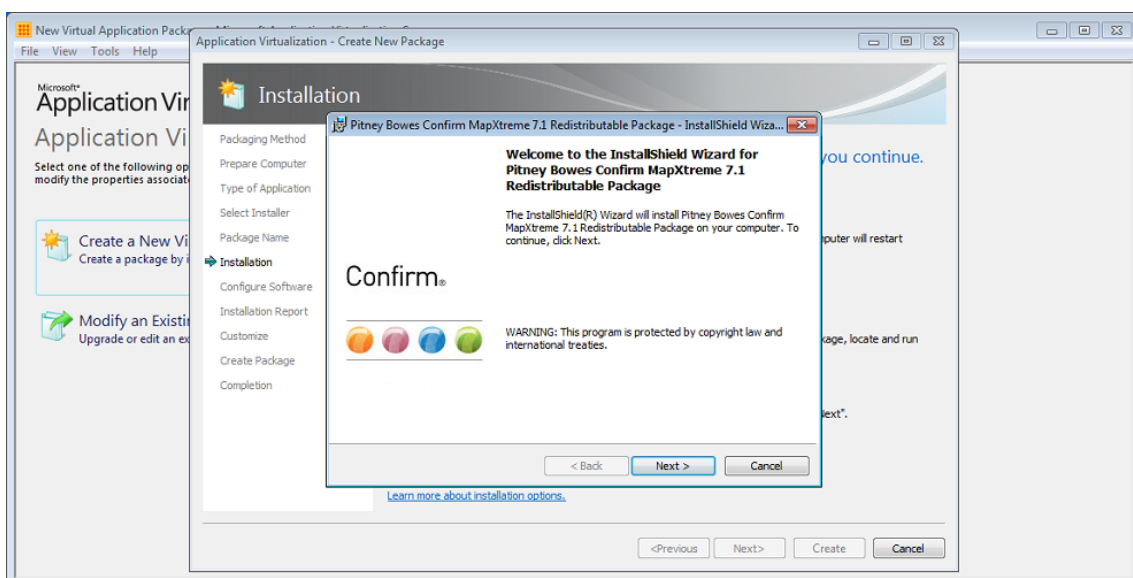 New Virtual Application Packa
File View Tools Help
Microsoft®
Application Vir
Application Vi
Select one of the following op
modify the properties associate
Create a New Vi
Create a package by i
Modify an Existi
Upgrade or edit an ex
Application Virtualization - Create New Package
Installation
Packaging Method
Prepare Computer
Type of Application
Select Installer
Package Name
Installation
Configure Software
Installation Report
Customize
Create Package
Completion
Pitney Bowes Confirm MapXtreme 7.1 Redistributable Package - InstallShield Wiza...
Welcome to the InstallShield Wizard for
Pitney Bowes Confirm MapXtreme 7.1
Redistributable Package
The InstallShield(R) Wizard will install Pitney Bowes Confirm
MapXtreme 7.1 Redistributable Package on your computer. To
continue, click Next.
Confirm®
WARNING: This program is protected by copyright law and
international treaties.
< Back Next > Cancel
you continue.
puter will restart
kage, locate and run
Next".
Learn more about installation options.
<Previous Next> Create Cancel